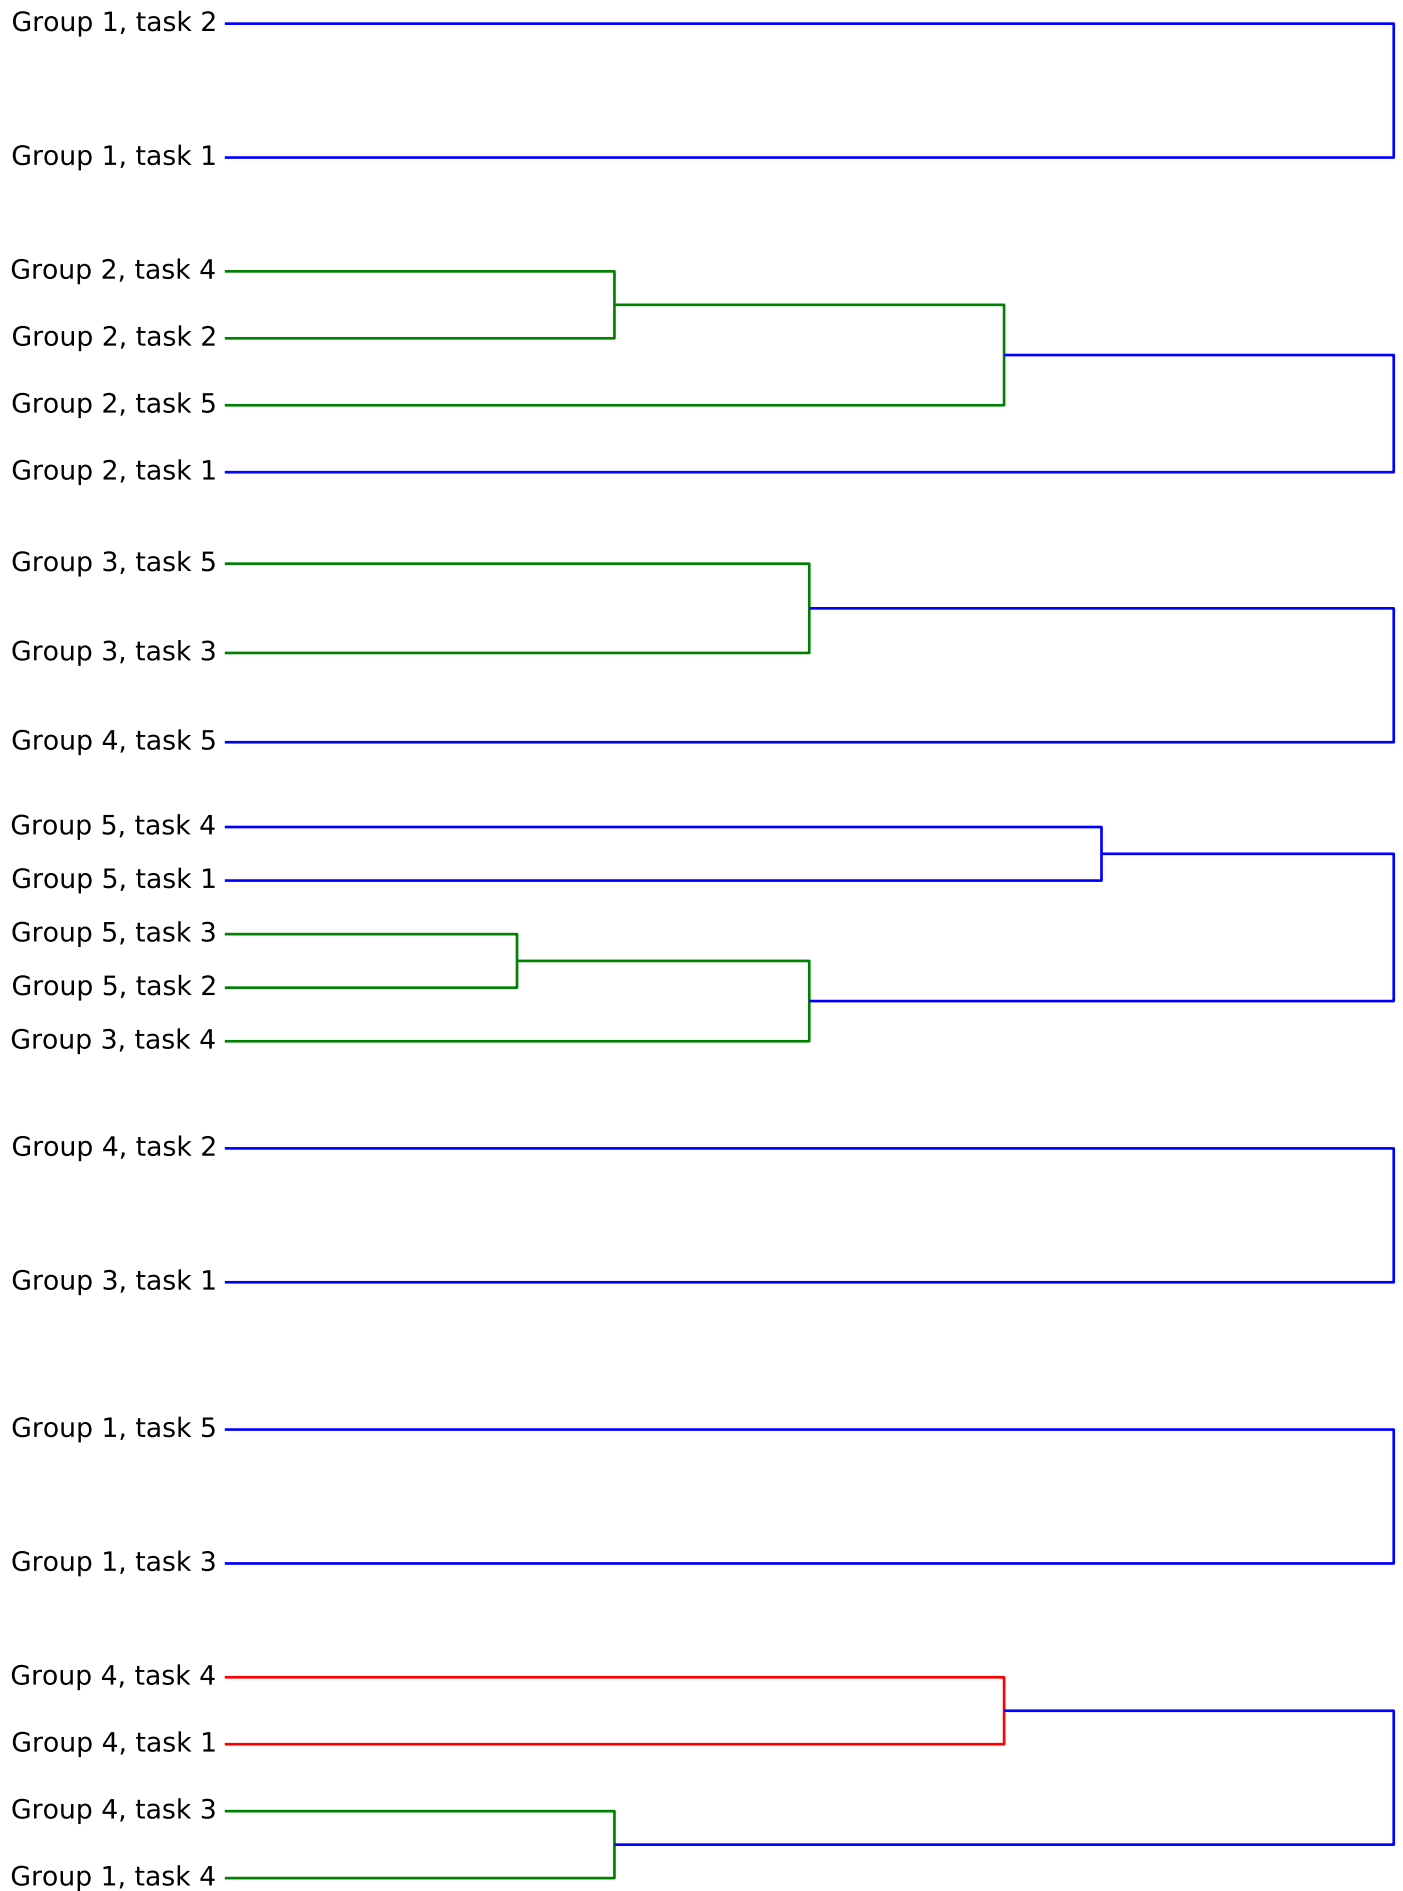 Group 1, task 2
Group 1, task 1
Group 2, task 4
Group 2, task 2
Group 2, task 5
Group 2, task 1
Group 3, task 5
Group 3, task 3
Group 4, task 5
Group 5, task 4
Group 5, task 1
Group 5, task 3
Group 5, task 2
Group 3, task 4
Group 4, task 2
Group 3, task 1
Group 1, task 5
Group 1, task 3
Group 4, task 4
Group 4, task 1
Group 4, task 3
Group 1, task 4